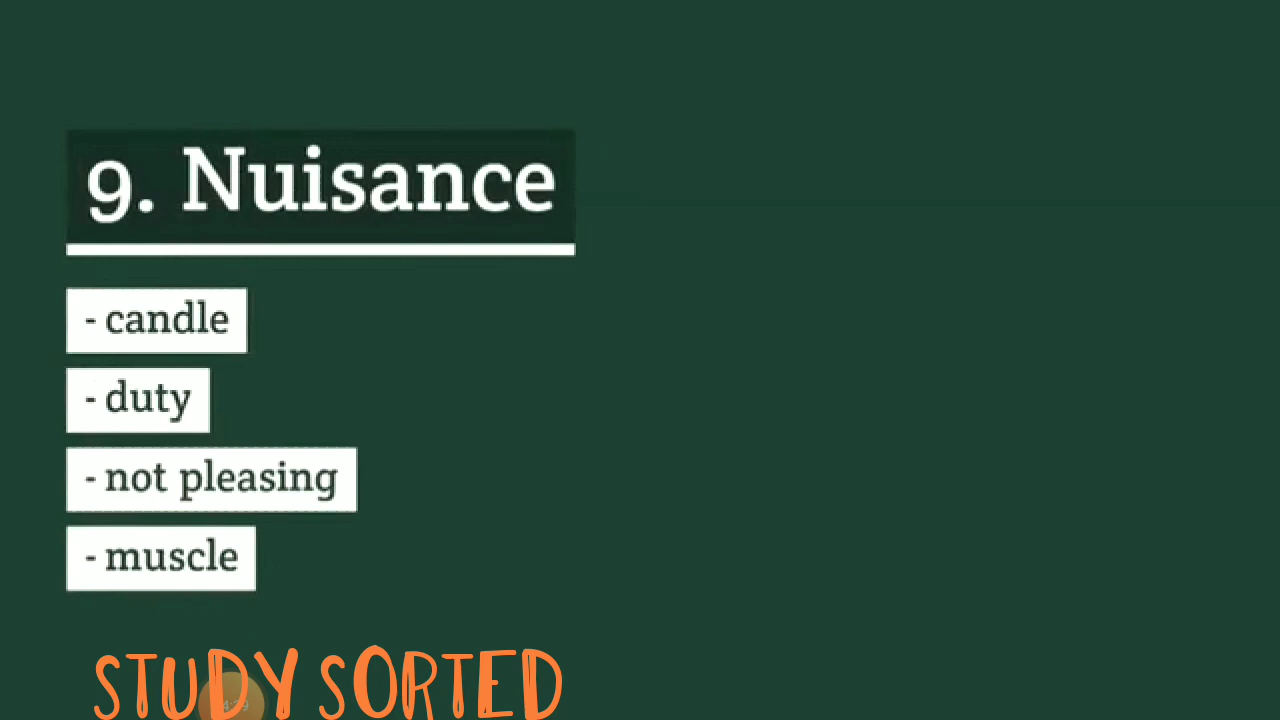 9. Nuisance
- candle
- duty
- not pleasing
- muscle
STUDY SORTED